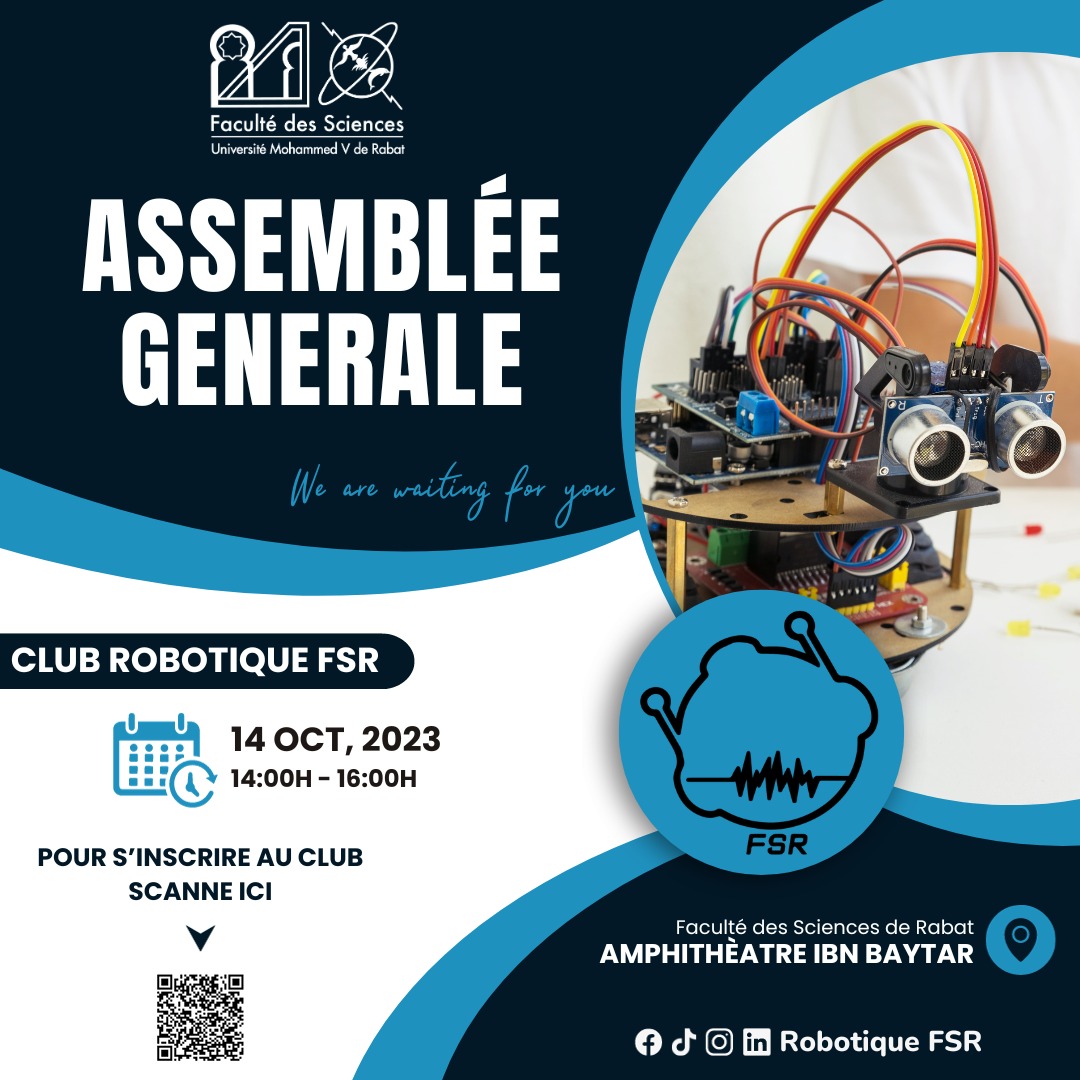 Faculté des Sciences
Université Mohammed V de Rabat
ASSEMBLÉE
GENERALE
We are waiting for you
CLUB ROBOTIQUE FSR
14 OCT, 2023
14:00H - 16:00H
POUR S'INSCRIRE AU CLUB
SCANNE ICI
R
T
FSR
Faculté des Sciences de Rabat
AMPHITHÈATRE IBN BAYTAR
Robotique FSR